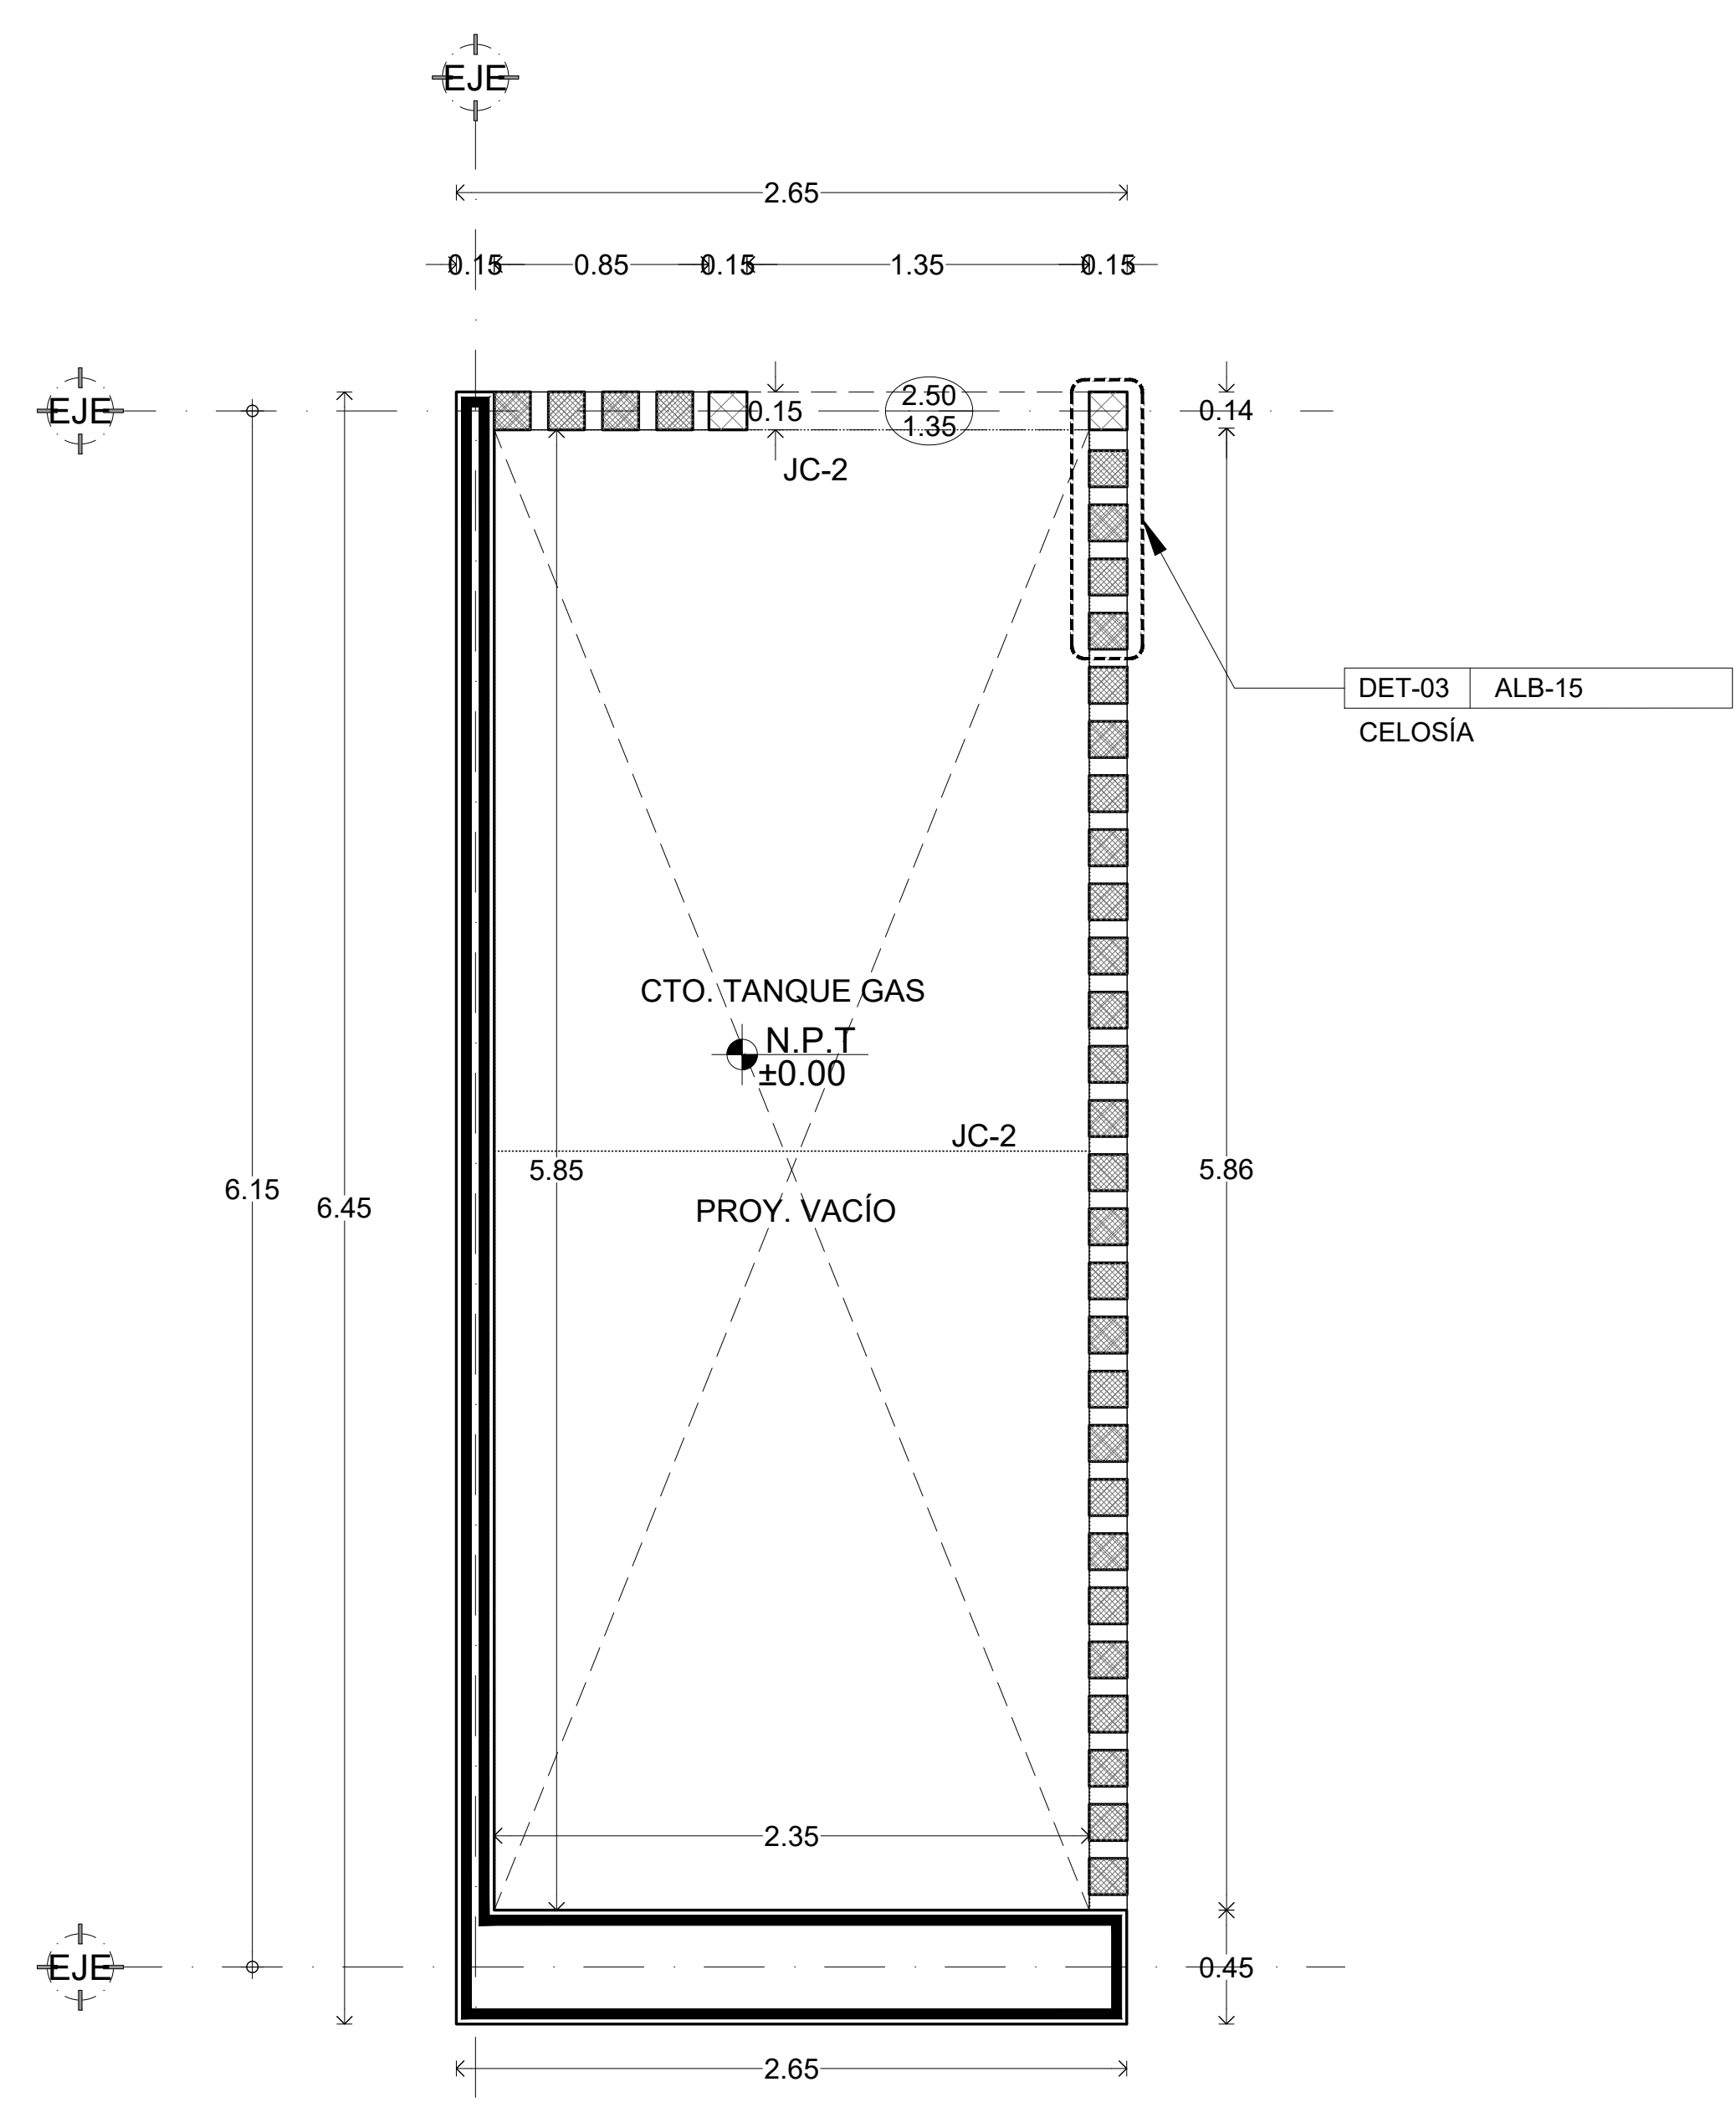 EJE
2.65
0.15 0.85 0.15 1.35 0.15
EJE
0.15
2.50
1.35
0.14
JC-2
DET-03 ALB-15
CELOSÍA
CTO. TANQUE GAS
N.P.T
±0.00
JC-2
5.85
5.86
6.15
6.45
PROY. VACÍO
2.35
EJE
0.45
2.65